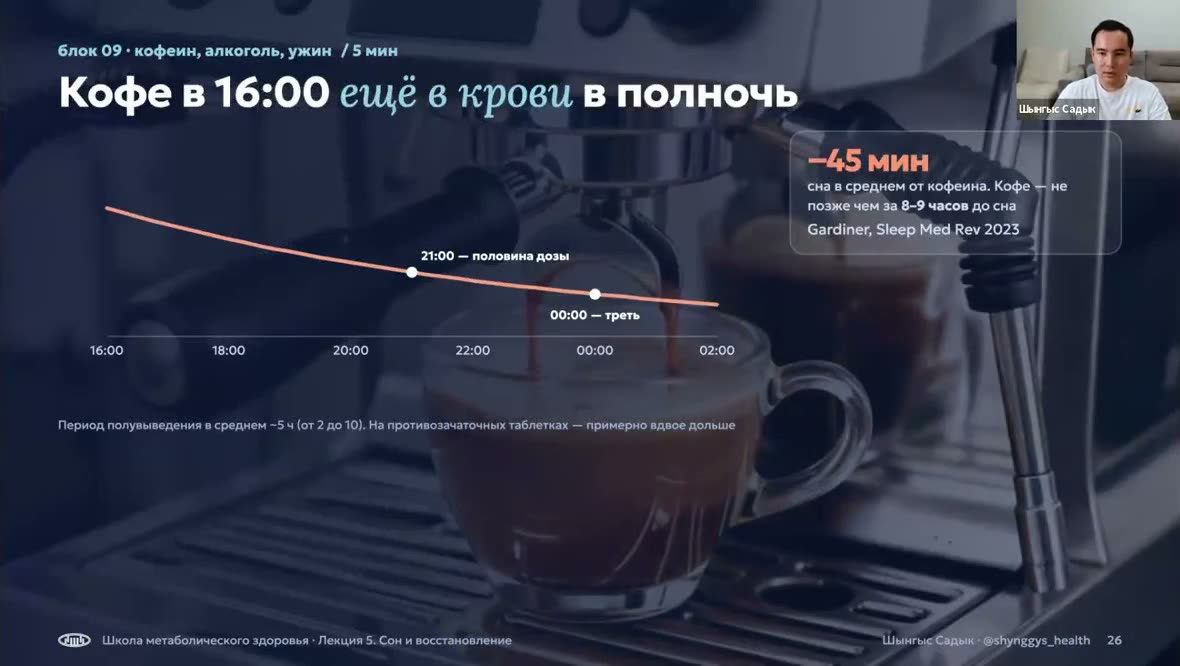 блок 09 · кофеин, алкоголь, ужин / 5 мин
Кофе в 16:00 ещё в крови в полночь
Шынгыс Садык
−45 мин
сна в среднем от кофеина. Кофе — не
позже чем за 8–9 часов до сна
Gardiner, Sleep Med Rev 2023
21:00 — половина дозы
00:00 — треть
16:00 18:00 20:00 22:00 00:00 02:00
Период полувыведения в среднем ~5 ч (от 2 до 10). На противозачаточных таблетках — примерно вдвое дольше
Школа метаболического здоровья · Лекция 5. Сон и восстановление
Шынгыс Садык · @shynggys_health 26